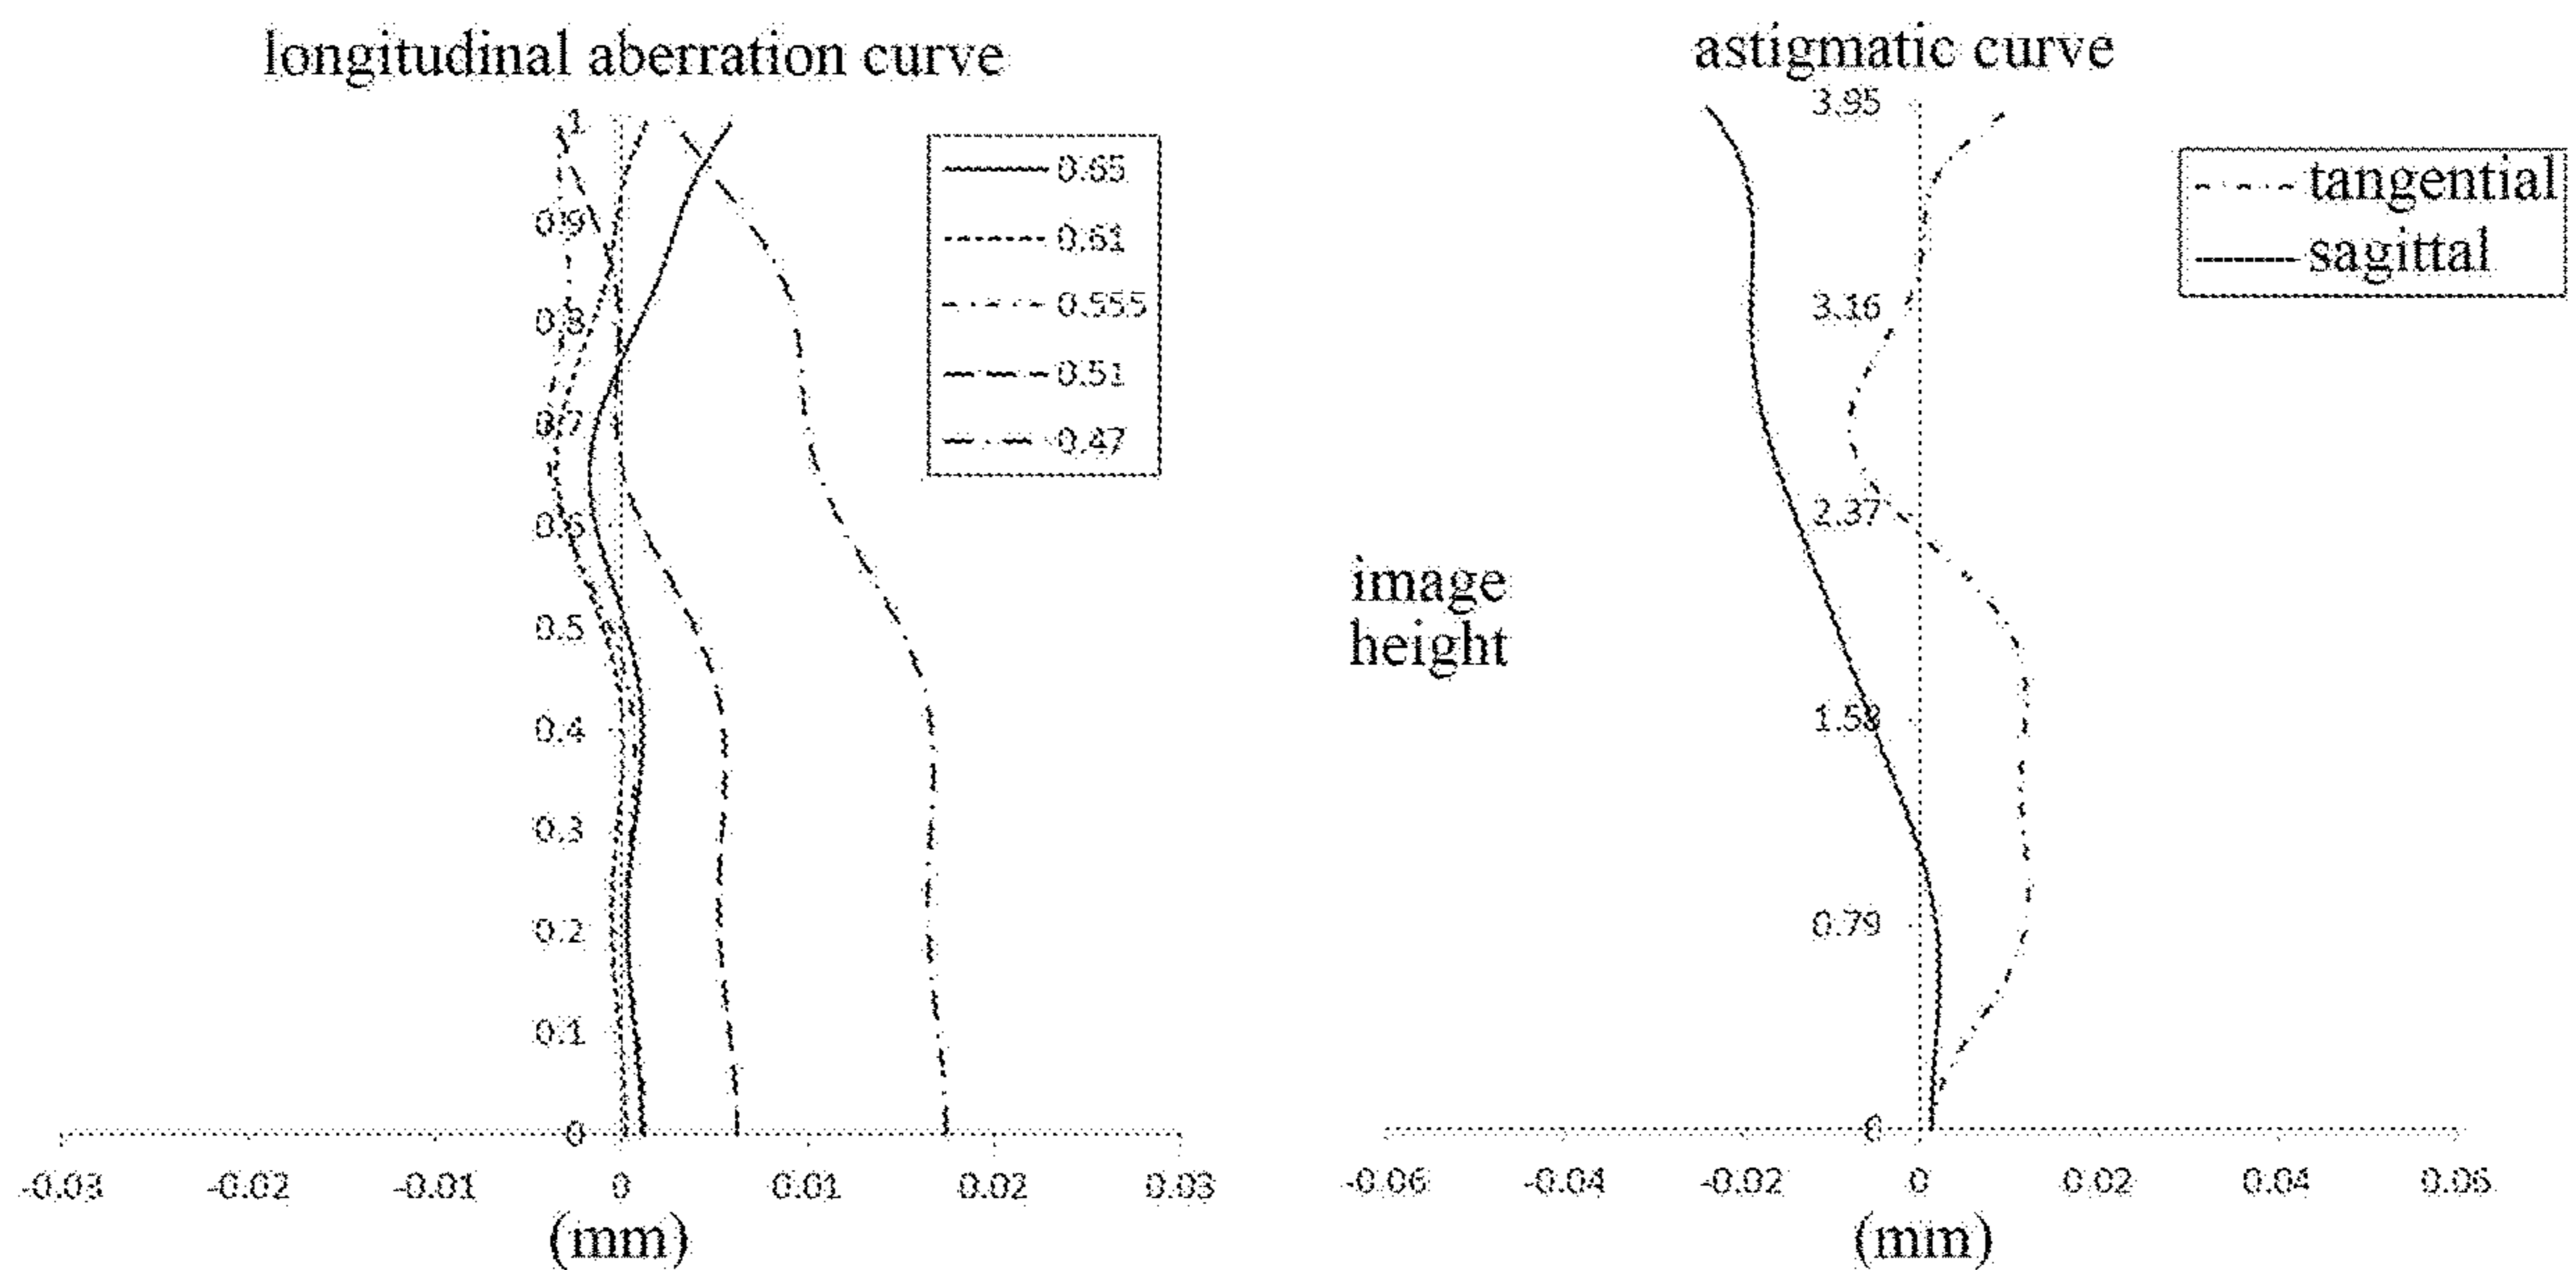 longitudinal aberration curve
1
0.9
0.8
0.7
0.6
0.5
0.4
0.3
0.2
0.1
0
-0.03 -0.02 -0.01 0 0.01 0.02 0.03
(mm)
0.65
0.61
0.555
0.51
0.47
astigmatic curve
3.95
3.16
2.37
1.58
0.79
0
image
height
-0.06 -0.04 -0.02 0 0.02 0.04 0.06
(mm)
tangential
sagittal